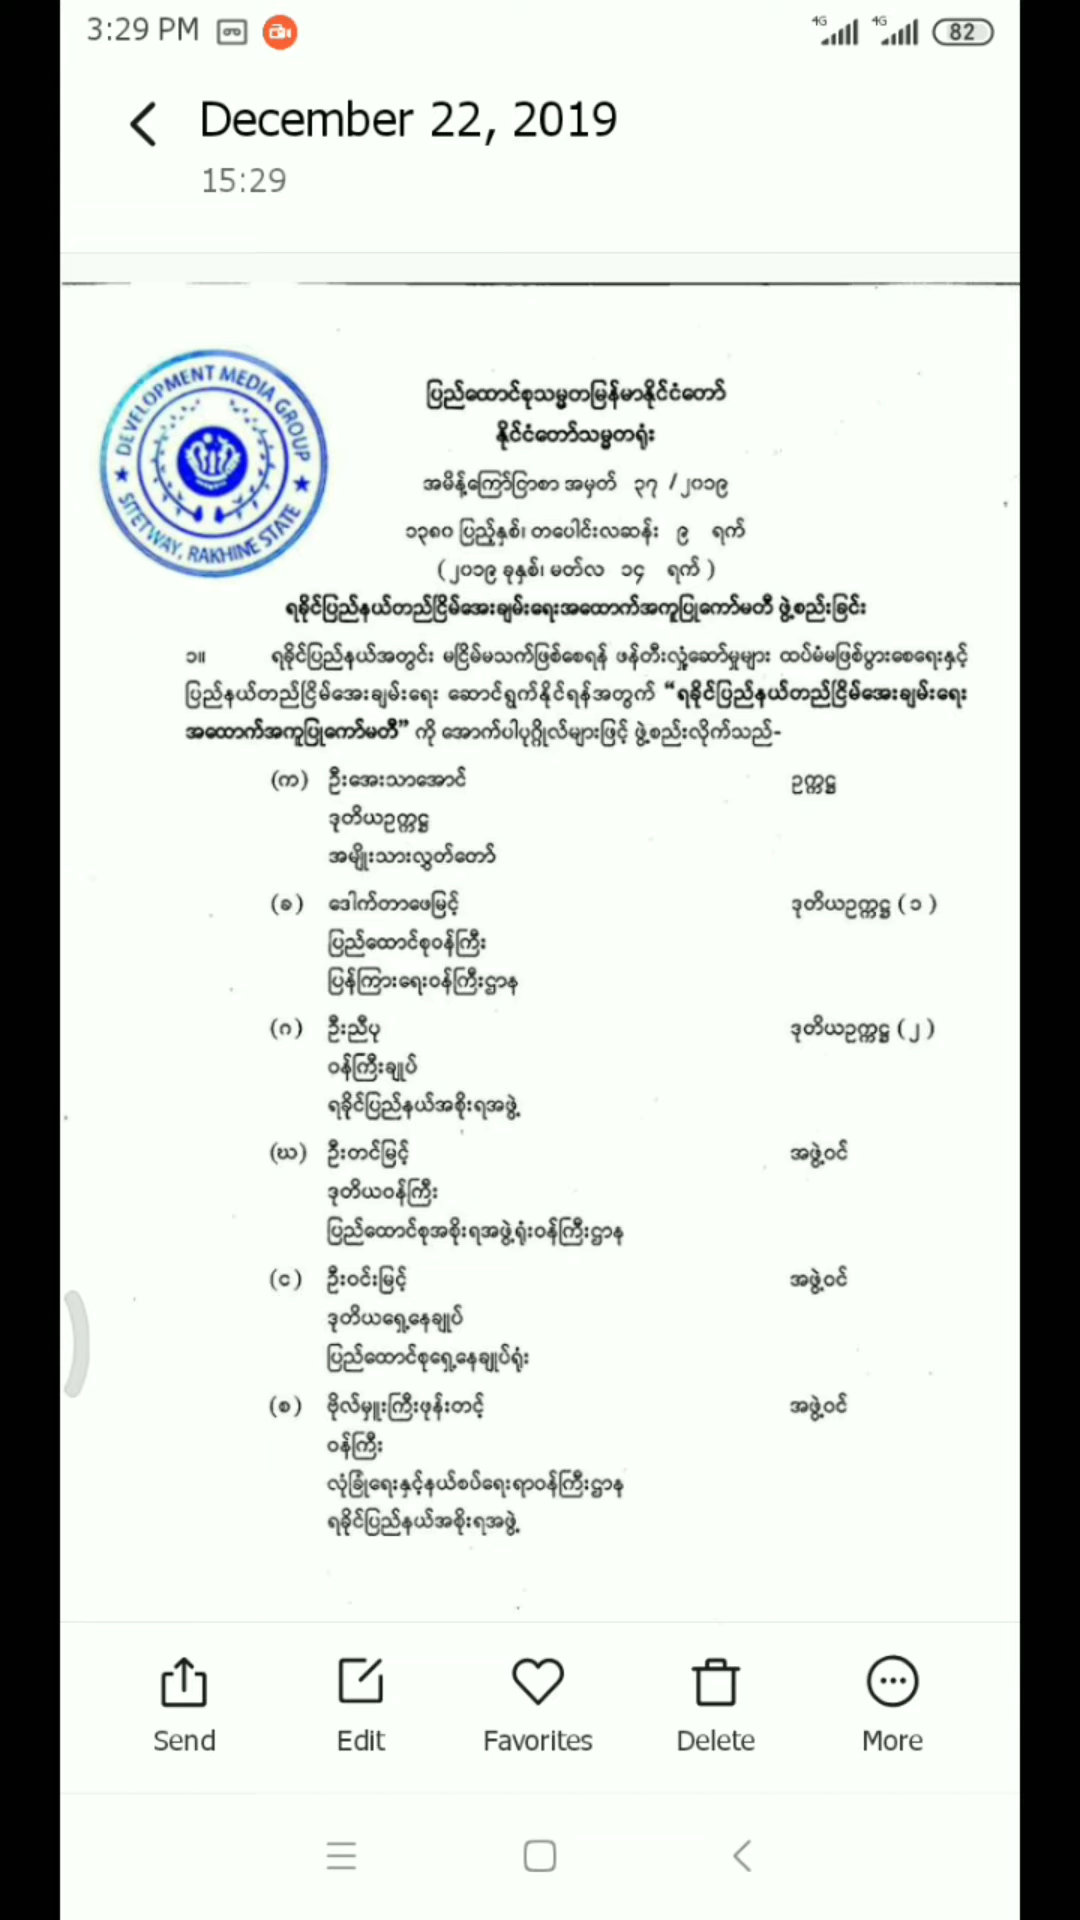 3:29 PM
4G 4G 82
December 22, 2019
15:29
DEVELOPMENT MEDIA GROUP
SITETWAY, RAKHINE STATE
ပြည်ထောင်စုသမ္မတမြန်မာနိုင်ငံတော်
နိုင်ငံတော်သမ္မတရုံး
အမိန့်ကြော်ငြာစာ အမှတ် ၃၇ /၂၀၁၉
၁၃၈၀ ပြည့်နှစ်၊ တပေါင်းလဆန်း ၉ ရက်
(၂၀၁၉ ခုနှစ်၊ မတ်လ ၁၄ ရက် )
ရခိုင်ပြည်နယ်တည်ငြိမ်အေးချမ်းရေးအထောက်အကူပြုကော်မတီ ဖွဲ့စည်းခြင်း
၁။ ရခိုင်ပြည်နယ်အတွင်း မငြိမ်မသက်ဖြစ်စေရန် ဖန်တီးလှုံ့ဆော်မှုများ ထပ်မံမဖြစ်ပွားစေရေးနှင့်
ပြည်နယ်တည်ငြိမ်အေးချမ်းရေး ဆောင်ရွက်နိုင်ရန်အတွက် “ရခိုင်ပြည်နယ်တည်ငြိမ်အေးချမ်းရေး
အထောက်အကူပြုကော်မတီ” ကို အောက်ပါပုဂ္ဂိုလ်များဖြင့် ဖွဲ့စည်းလိုက်သည်-
(က) ဦးအေးသာအောင် ဥက္ကဋ္ဌ
ဒုတိယဥက္ကဋ္ဌ
အမျိုးသားလွှတ်တော်
(ခ) ဒေါက်တာဖေမြင့် ဒုတိယဥက္ကဋ္ဌ (၁)
ပြည်ထောင်စုဝန်ကြီး
ပြန်ကြားရေးဝန်ကြီးဌာန
(ဂ) ဦးညီပု ဒုတိယဥက္ကဋ္ဌ (၂)
ဝန်ကြီးချုပ်
ရခိုင်ပြည်နယ်အစိုးရအဖွဲ့
(ဃ) ဦးတင်မြင့် အဖွဲ့ဝင်
ဒုတိယဝန်ကြီး
ပြည်ထောင်စုအစိုးရအဖွဲ့ရုံးဝန်ကြီးဌာန
(င) ဦးဝင်းမြင့် အဖွဲ့ဝင်
ဒုတိယရှေ့နေချုပ်
ပြည်ထောင်စုရှေ့နေချုပ်ရုံး
(စ) ဗိုလ်မှူးကြီးဖုန်းတင့် အဖွဲ့ဝင်
ဝန်ကြီး
လုံခြုံရေးနှင့်နယ်စပ်ရေးရာဝန်ကြီးဌာန
ရခိုင်ပြည်နယ်အစိုးရအဖွဲ့
Send Edit Favorites Delete More